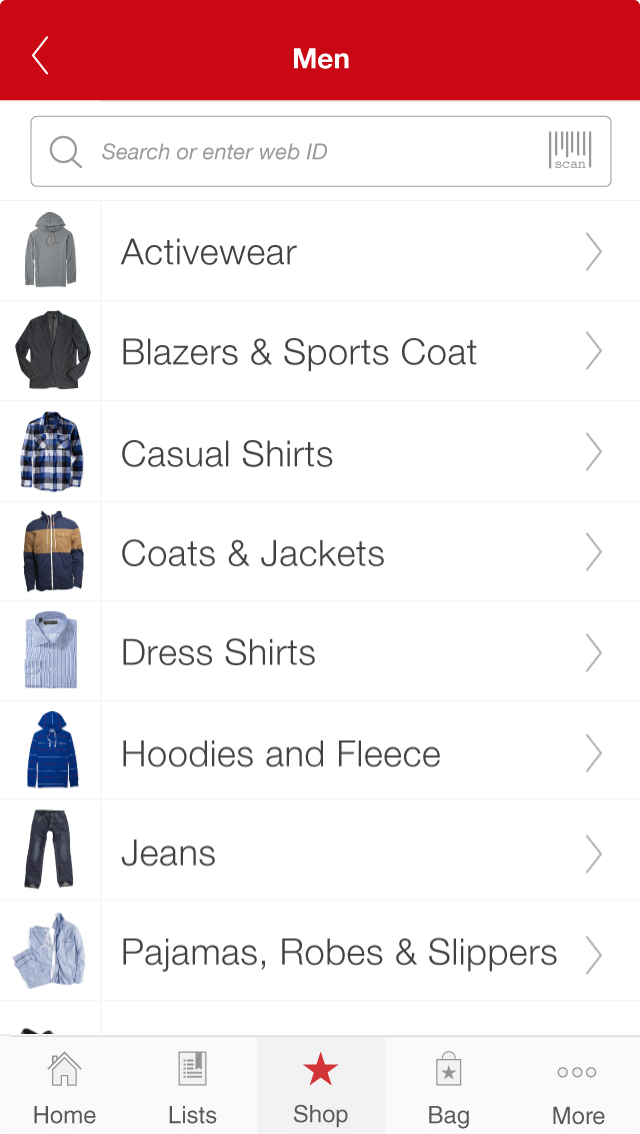 Men
Search or enter web ID
scan
Activewear
Blazers & Sports Coat
Casual Shirts
Coats & Jackets
Dress Shirts
Hoodies and Fleece
Jeans
Pajamas, Robes & Slippers
Home
Lists
Shop
Bag
More